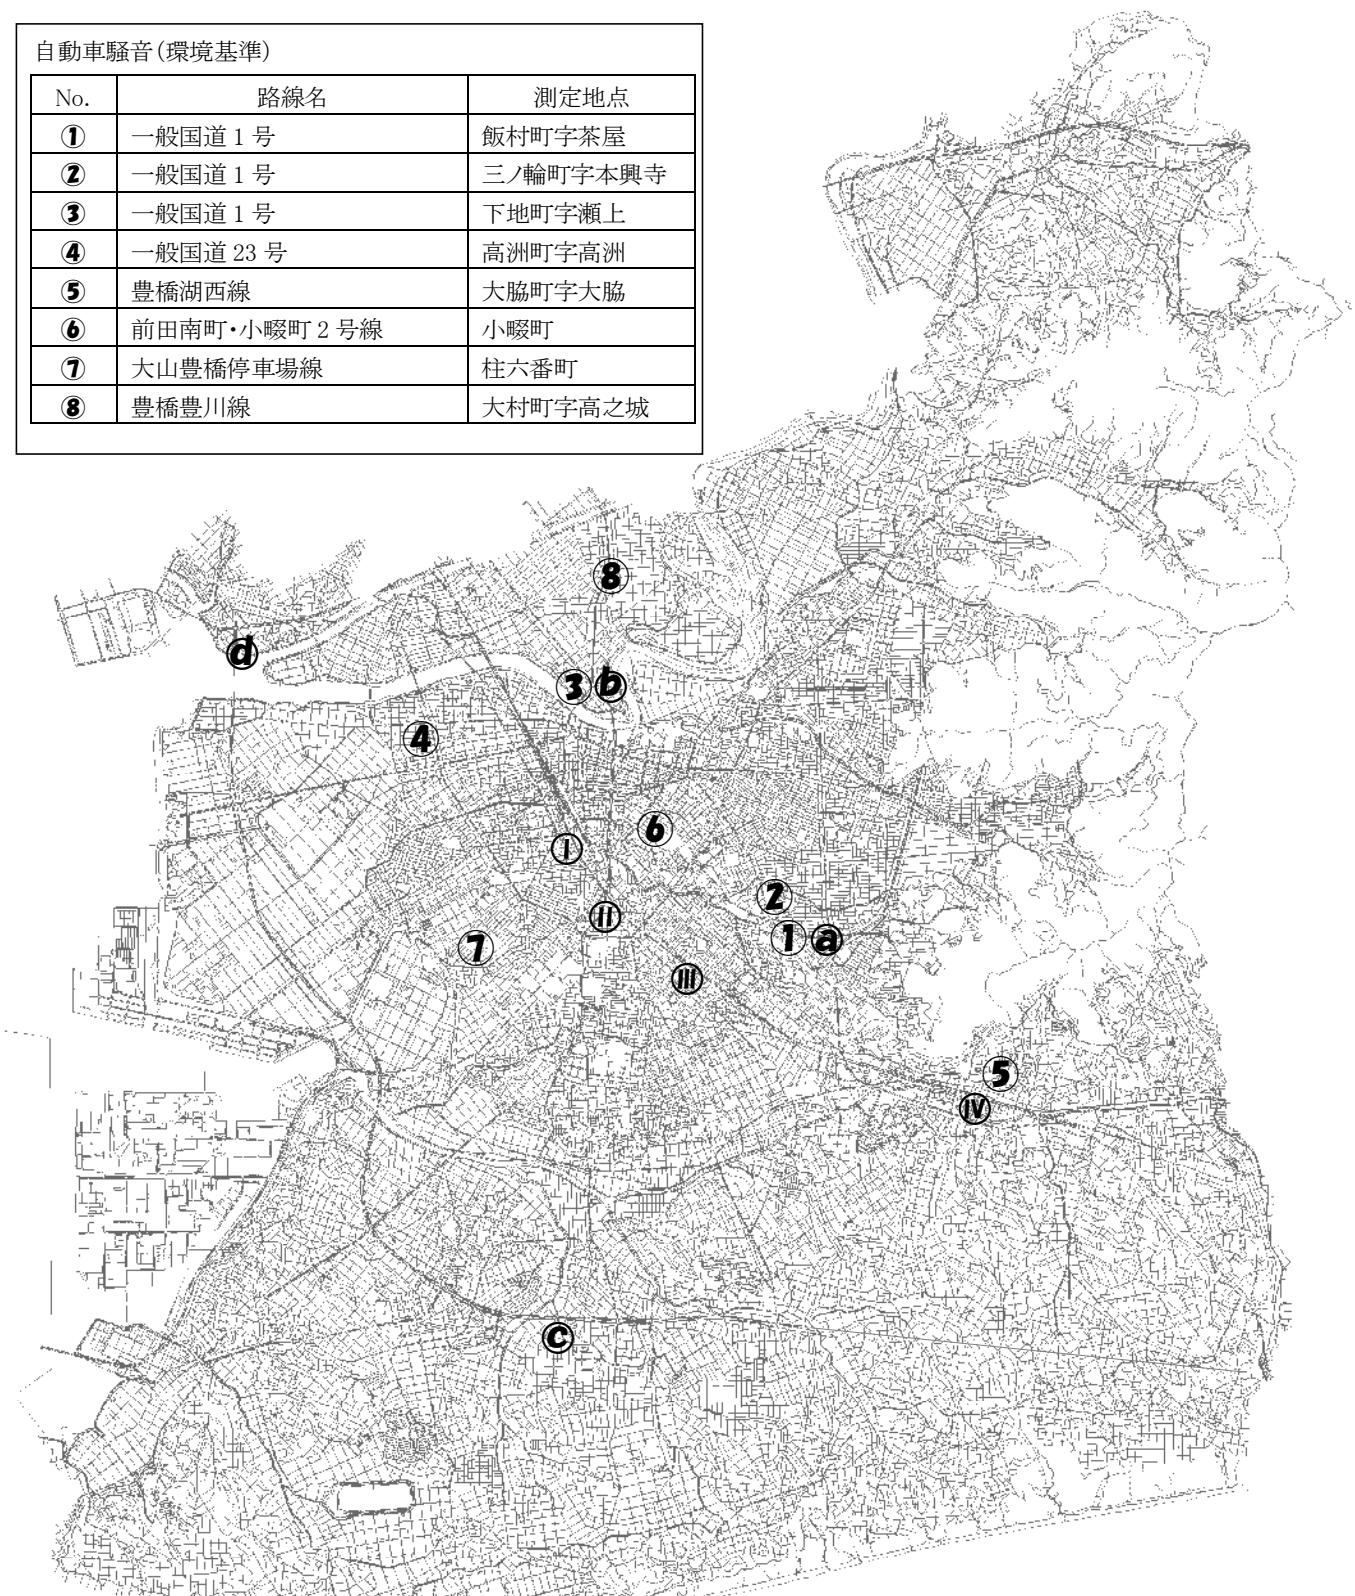 自動車騒音(環境基準)
No. 路線名 測定地点
① 一般国道1号 飯村町字茶屋
② 一般国道1号 三ノ輪町字本興寺
③ 一般国道1号 下地町字瀬上
④ 一般国道23号 高洲町字高洲
⑤ 豊橋湖西線 大脇町字大脇
⑥ 前田南町・小畷町2号線 小畷町
⑦ 大山豊橋停車場線 柱六番町
⑧ 豊橋豊川線 大村町字高之城
⑧
ⓓ
③ ⓑ
④
⑥
Ⅰ
②
Ⅱ
⑦ ① ⓐ
Ⅲ
⑤
Ⅳ
ⓒ